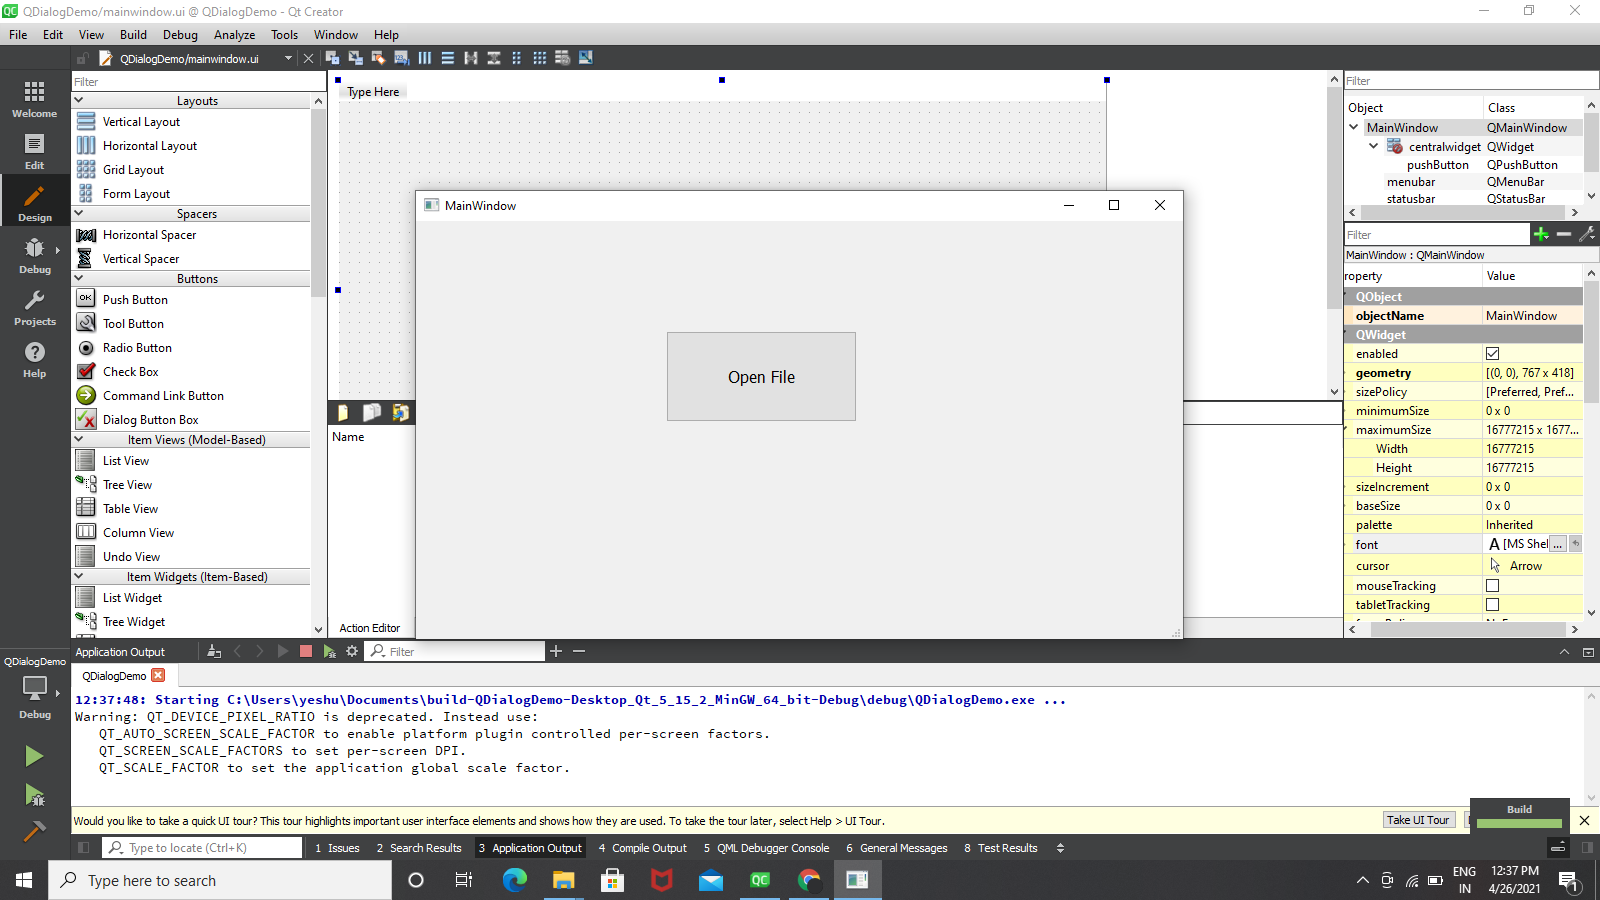 QDialogDemo/mainwindow.ui @ QDialogDemo - Qt Creator
File Edit View Build Debug Analyze Tools Window Help
QDialogDemo/mainwindow.ui
Welcome
Edit
Design
Debug
Projects
Help
QDialogDemo
Debug
Filter
Layouts
Vertical Layout
Horizontal Layout
Grid Layout
Form Layout
Spacers
Horizontal Spacer
Vertical Spacer
Buttons
Push Button
Tool Button
Radio Button
Check Box
Command Link Button
Dialog Button Box
Item Views (Model-Based)
List View
Tree View
Table View
Column View
Undo View
Item Widgets (Item-Based)
List Widget
Tree Widget
Type Here
MainWindow
Open File
Name
Action Editor
Filter
Object Class
MainWindow QMainWindow
centralwidget QWidget
pushButton QPushButton
menubar QMenuBar
statusbar QStatusBar
Filter
MainWindow : QMainWindow
roperty Value
QObject
objectName MainWindow
QWidget
enabled
geometry [(0, 0), 767 x 418]
sizePolicy [Preferred, Pref...
minimumSize 0 x 0
maximumSize 16777215 x 1677...
Width 16777215
Height 16777215
sizeIncrement 0 x 0
baseSize 0 x 0
palette Inherited
font A [MS Shel ...
cursor Arrow
mouseTracking
tabletTracking
Application Output Filter
QDialogDemo
12:37:48: Starting C:\Users\yeshu\Documents\build-QDialogDemo-Desktop_Qt_5_15_2_MinGW_64_bit-Debug\debug\QDialogDemo.exe ...
Warning: QT_DEVICE_PIXEL_RATIO is deprecated. Instead use:
QT_AUTO_SCREEN_SCALE_FACTOR to enable platform plugin controlled per-screen factors.
QT_SCREEN_SCALE_FACTORS to set per-screen DPI.
QT_SCALE_FACTOR to set the application global scale factor.
Would you like to take a quick UI tour? This tour highlights important user interface elements and shows how they are used. To take the tour later, select Help > UI Tour.
Take UI Tour
Build
Type to locate (Ctrl+K) 1 Issues 2 Search Results 3 Application Output 4 Compile Output 5 QML Debugger Console 6 General Messages 8 Test Results
Type here to search
ENG
IN
12:37 PM
4/26/2021
1